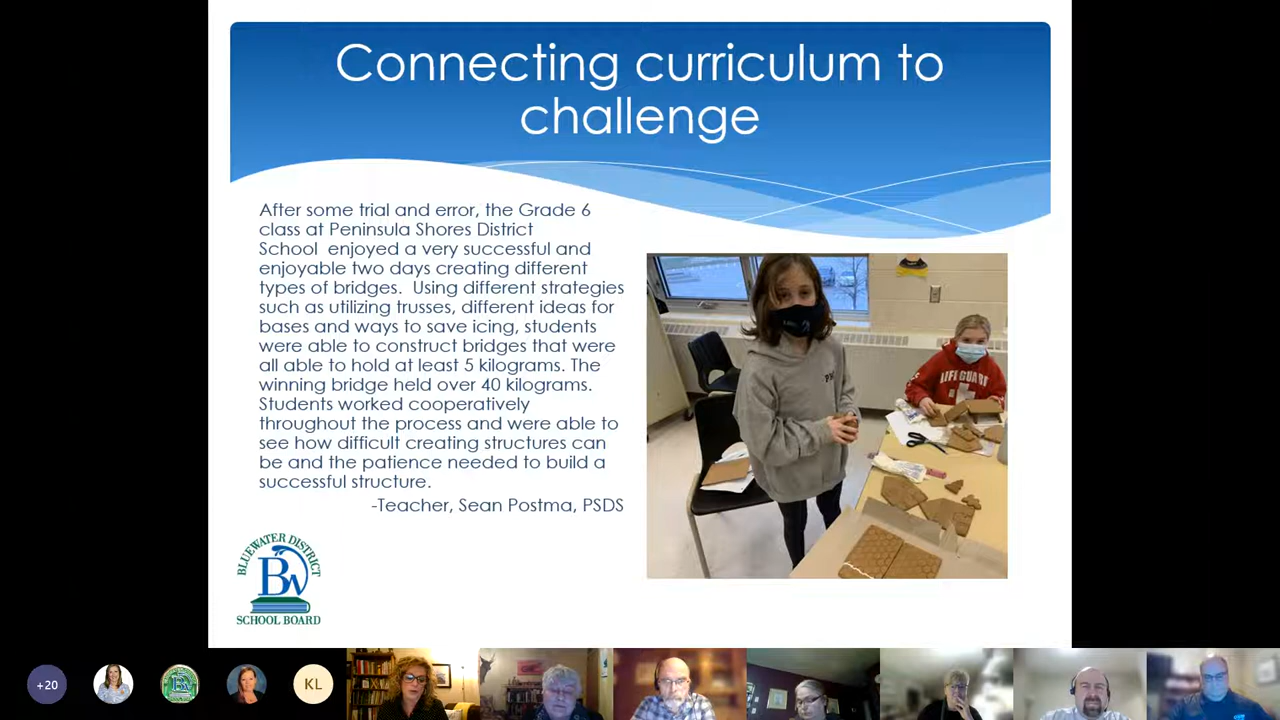 Connecting curriculum to
challenge
After some trial and error, the Grade 6
class at Peninsula Shores District
School enjoyed a very successful and
enjoyable two days creating different
types of bridges. Using different strategies
such as utilizing trusses, different ideas for
bases and ways to save icing, students
were able to construct bridges that were
all able to hold at least 5 kilograms. The
winning bridge held over 40 kilograms.
Students worked cooperatively
throughout the process and were able to
see how difficult creating structures can
be and the patience needed to build a
successful structure.
-Teacher, Sean Postma, PSDS
LIFEGUARD
BLUEWATER DISTRICT
BW
SCHOOL BOARD
+20
KL